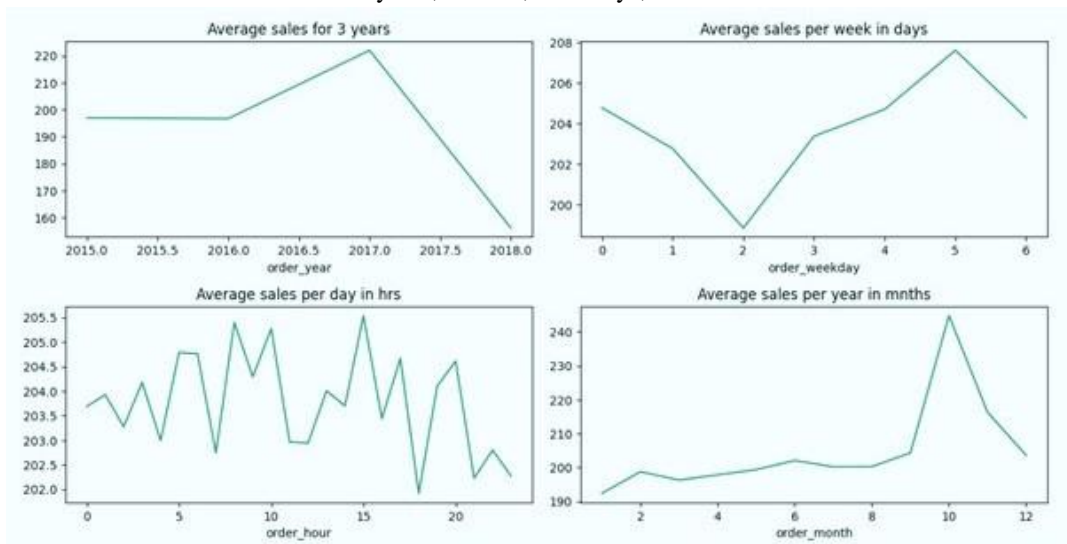 Average sales for 3 years
220
210
200
190
180
170
160
2015.0 2015.5 2016.0 2016.5 2017.0 2017.5 2018.0
order_year
Average sales per week in days
208
206
204
202
200
0 1 2 3 4 5 6
order_weekday
Average sales per day in hrs
205.5
205.0
204.5
204.0
203.5
203.0
202.5
202.0
0 5 10 15 20
order_hour
Average sales per year in mnths
240
230
220
210
200
190
2 4 6 8 10 12
order_month